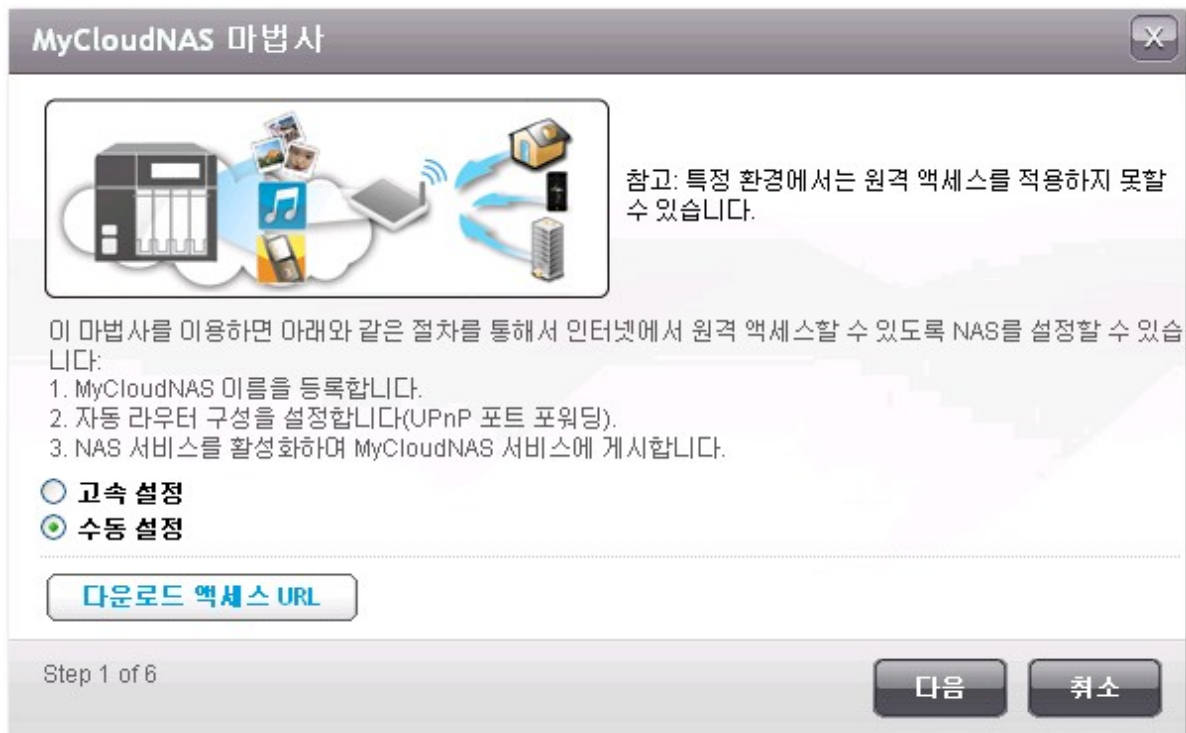 MyCloudNAS 마법사
X
참고: 특정 환경에서는 원격 액세스를 적용하지 못할
수 있습니다.
이 마법사를 이용하면 아래와 같은 절차를 통해서 인터넷에서 원격 액세스할 수 있도록 NAS를 설정할 수 있습
니다:
1. MyCloudNAS 이름을 등록합니다.
2. 자동 라우터 구성을 설정합니다(UPnP 포트 포워딩).
3. NAS 서비스를 활성화하며 MyCloudNAS 서비스에 게시합니다.
고속 설정
수동 설정
다운로드 액세스 URL
Step 1 of 6
다음
취소